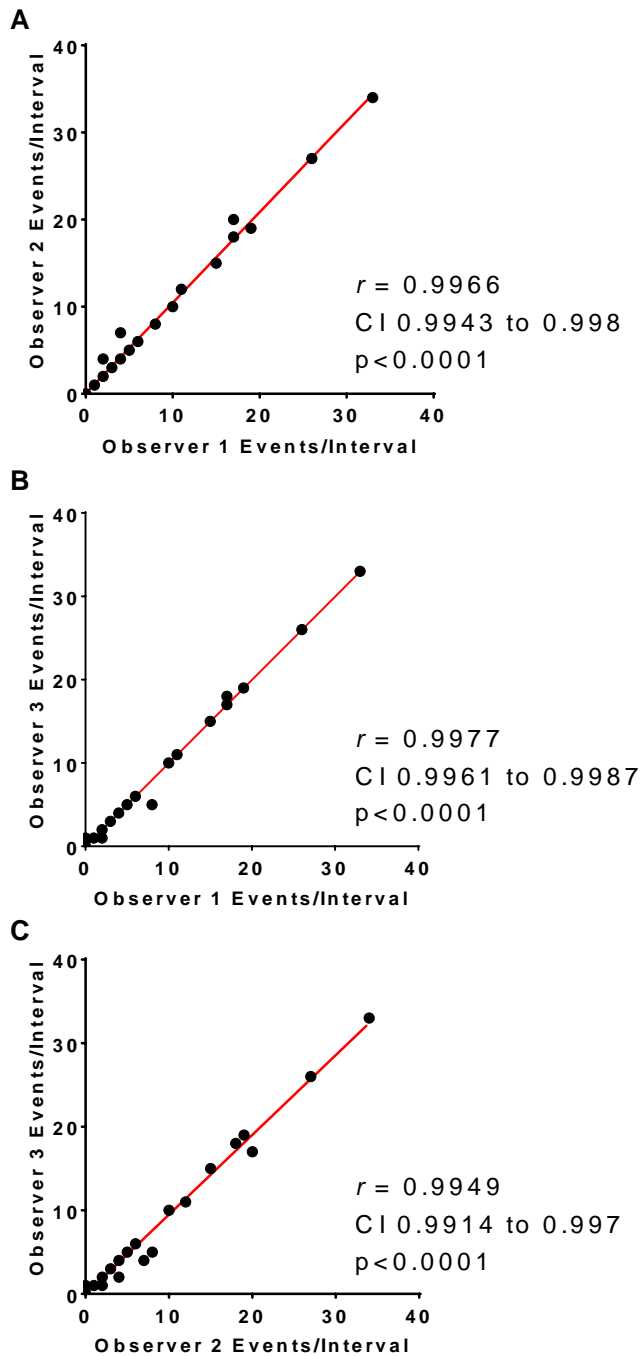 A
40
30
20
10
0
Observer 2 Events/Interval
r = 0.9966
CI 0.9943 to 0.998
p<0.0001
0 10 20 30 40
Observer 1 Events/Interval
B
40
30
20
10
0
Observer 3 Events/Interval
r = 0.9977
CI 0.9961 to 0.9987
p<0.0001
0 10 20 30 40
Observer 1 Events/Interval
C
40
30
20
10
0
Observer 3 Events/Interval
r = 0.9949
CI 0.9914 to 0.997
p<0.0001
0 10 20 30 40
Observer 2 Events/Interval